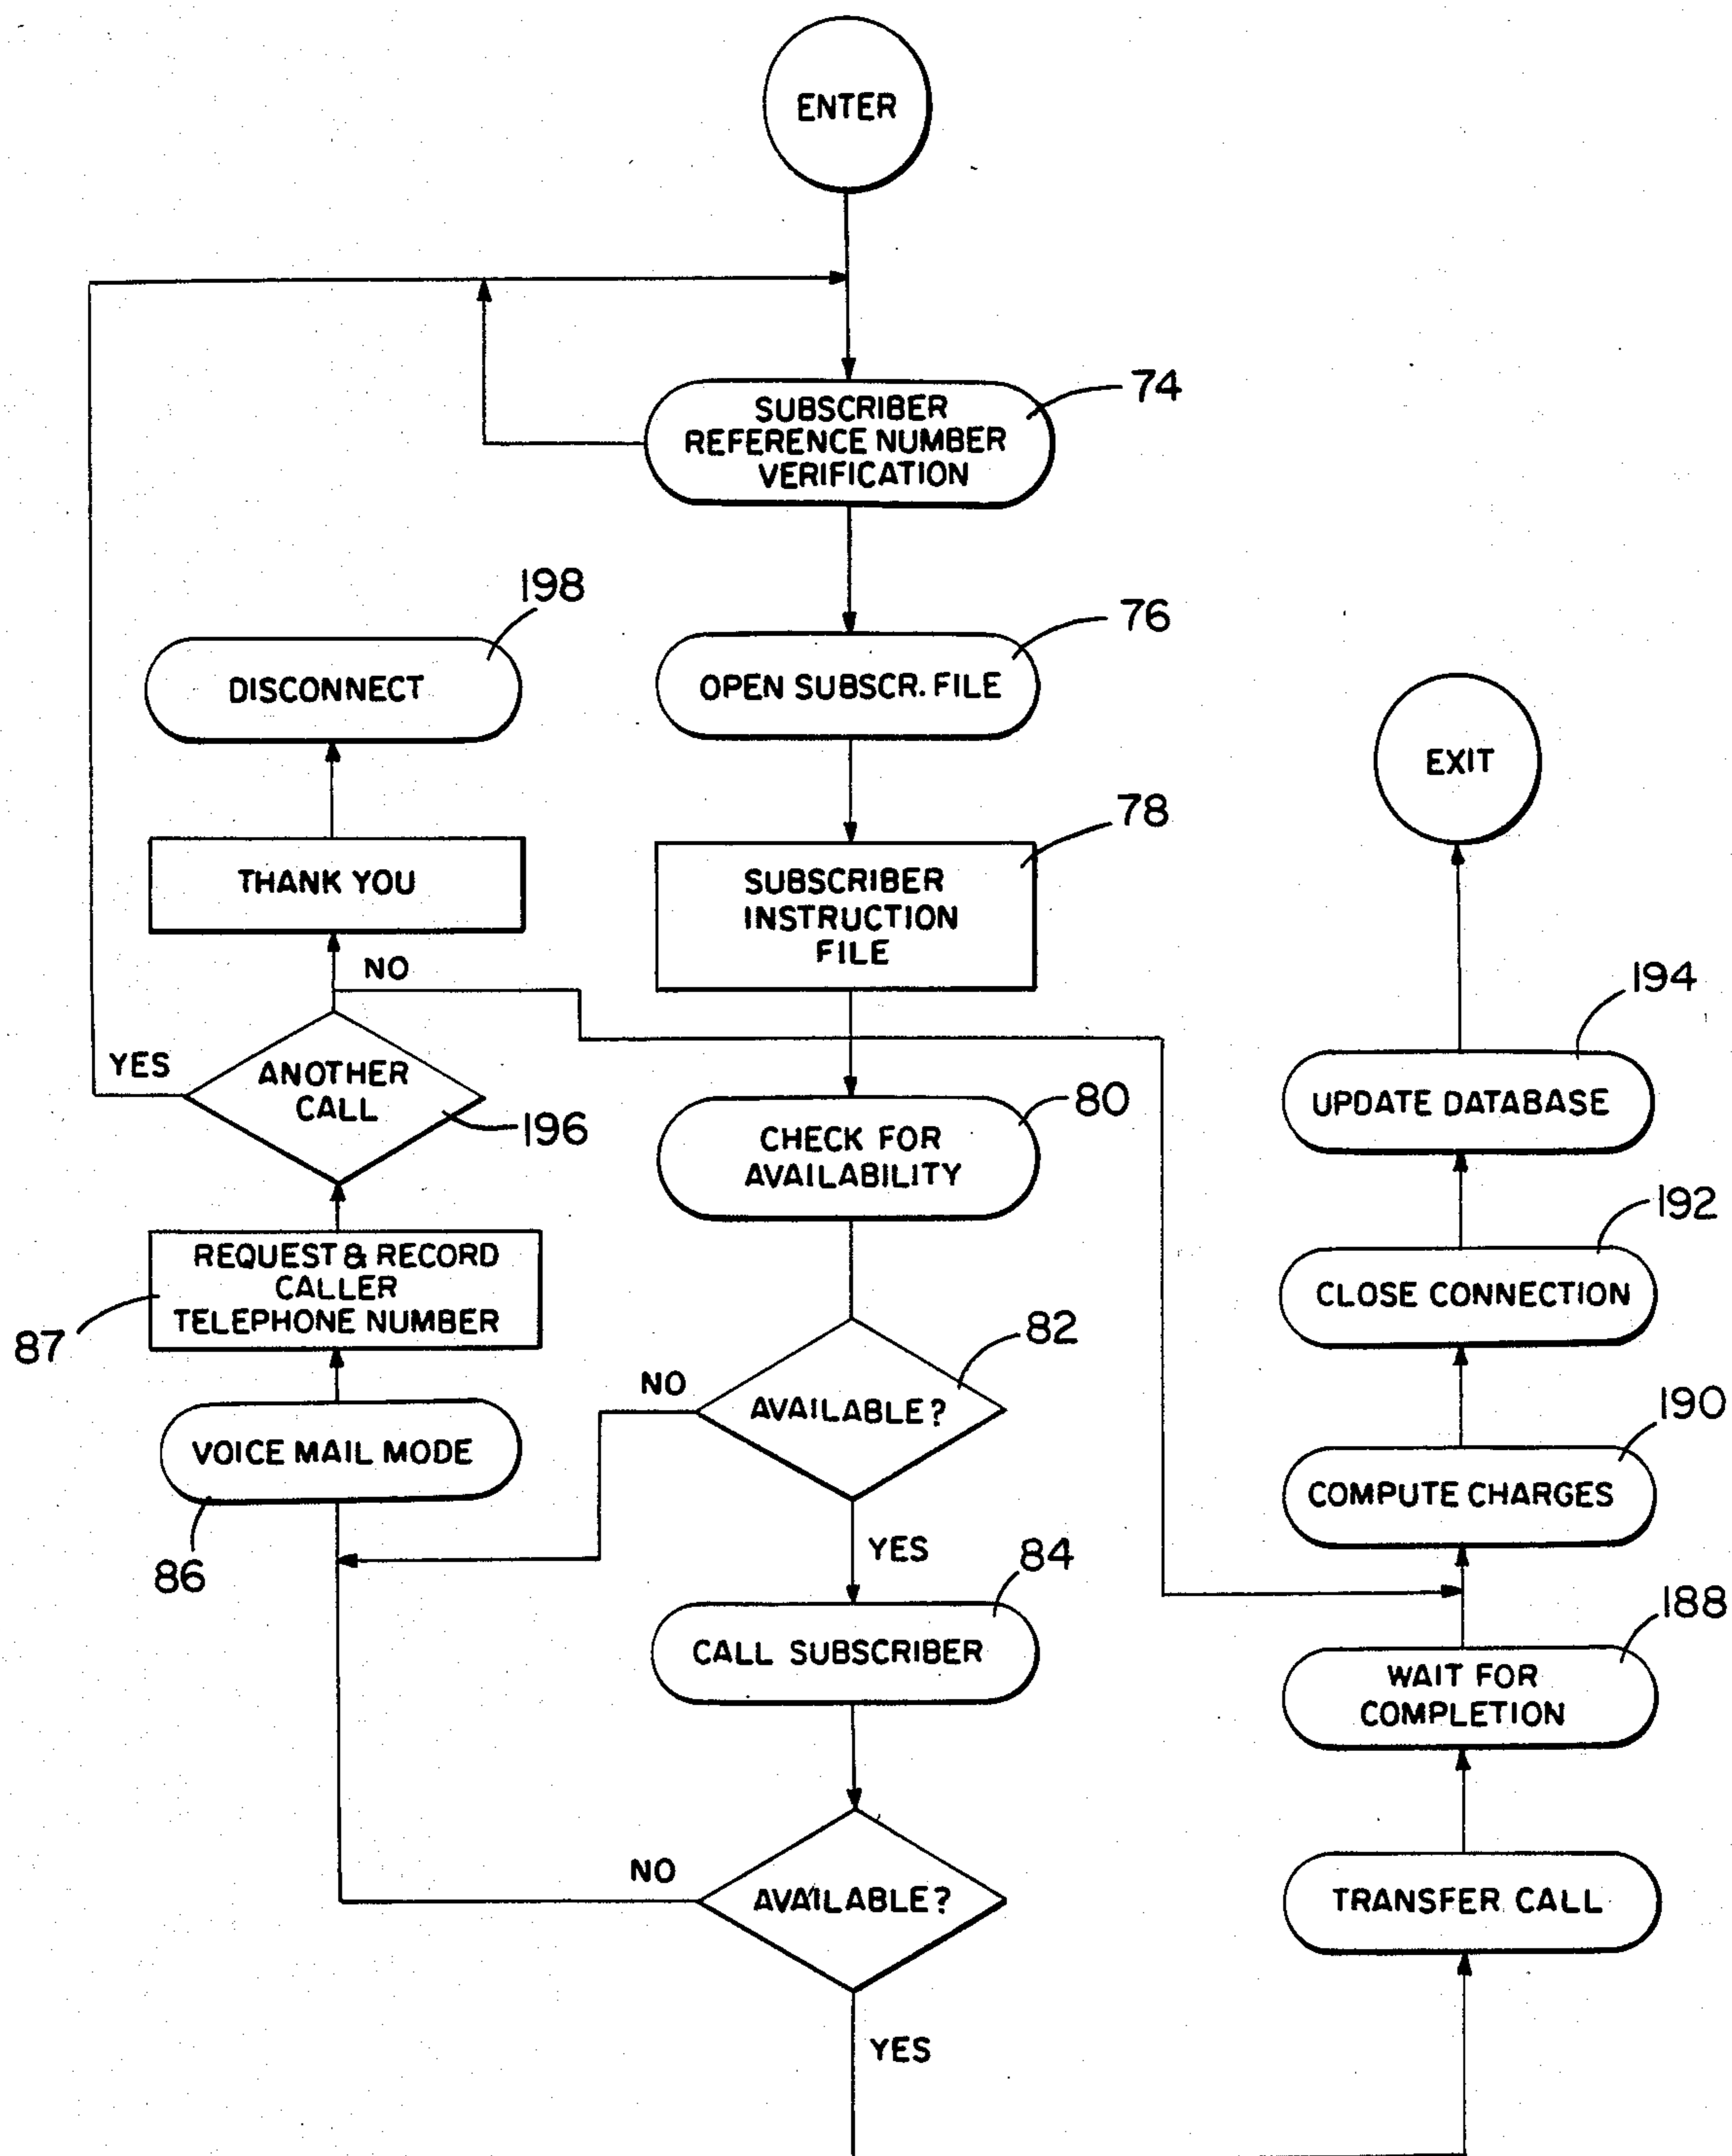 ENTER
74
SUBSCRIBER
REFERENCE NUMBER
VERIFICATION
198
DISCONNECT
76
OPEN SUBSCR. FILE
EXIT
78
THANK YOU
SUBSCRIBER
INSTRUCTION
FILE
NO
194
YES
ANOTHER
CALL
196
80
CHECK FOR
AVAILABILITY
UPDATE DATABASE
192
REQUEST & RECORD
CALLER
TELEPHONE NUMBER
87
CLOSE CONNECTION
82
NO
AVAILABLE?
190
VOICE MAIL MODE
86
COMPUTE CHARGES
YES
84
188
CALL SUBSCRIBER
WAIT FOR
COMPLETION
NO
AVAILABLE?
TRANSFER CALL
YES